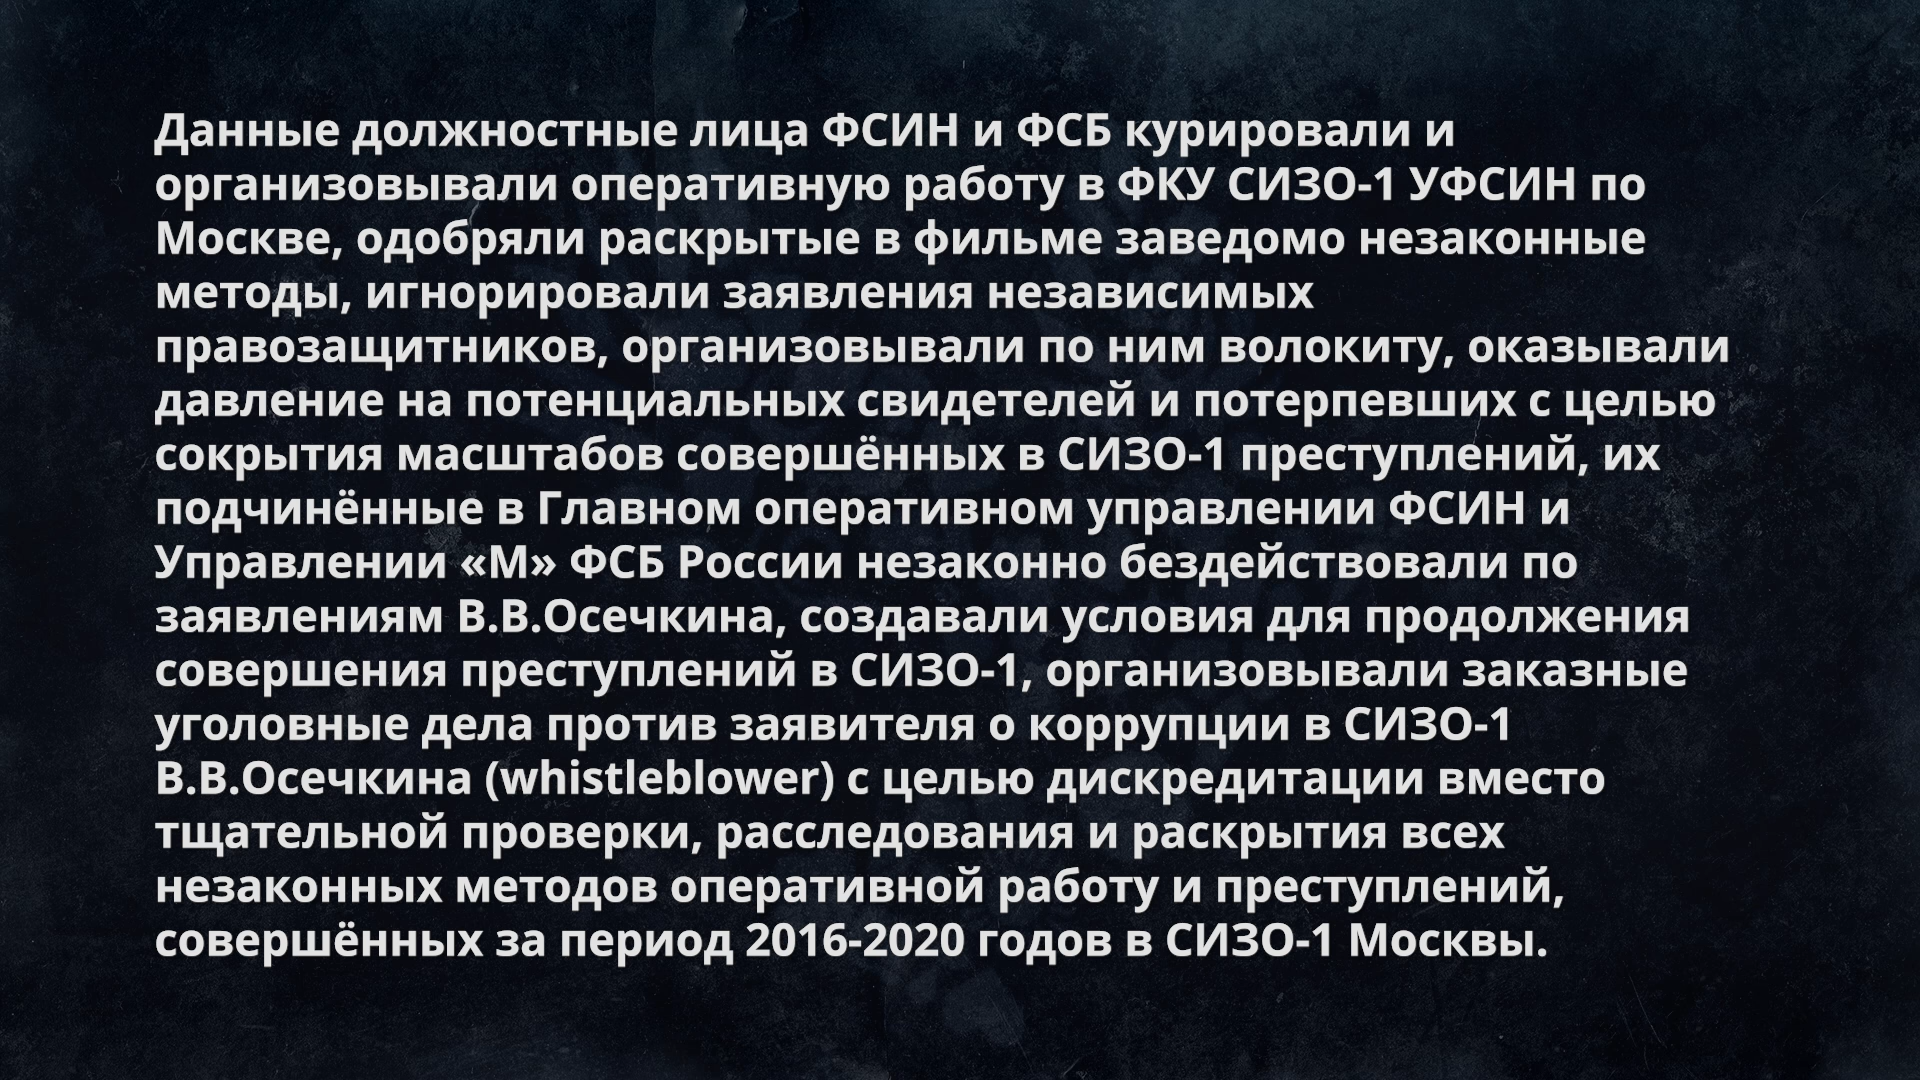 Данные должностные лица ФСИН и ФСБ курировали и
организовывали оперативную работу в ФКУ СИЗО-1 УФСИН по
Москве, одобряли раскрытые в фильме заведомо незаконные
методы, игнорировали заявления независимых
правозащитников, организовывали по ним волокиту, оказывали
давление на потенциальных свидетелей и потерпевших с целью
сокрытия масштабов совершённых в СИЗО-1 преступлений, их
подчинённые в Главном оперативном управлении ФСИН и
Управлении «М» ФСБ России незаконно бездействовали по
заявлениям В.В.Осечкина, создавали условия для продолжения
совершения преступлений в СИЗО-1, организовывали заказные
уголовные дела против заявителя о коррупции в СИЗО-1
В.В.Осечкина (whistleblower) с целью дискредитации вместо
тщательной проверки, расследования и раскрытия всех
незаконных методов оперативной работу и преступлений,
совершённых за период 2016-2020 годов в СИЗО-1 Москвы.